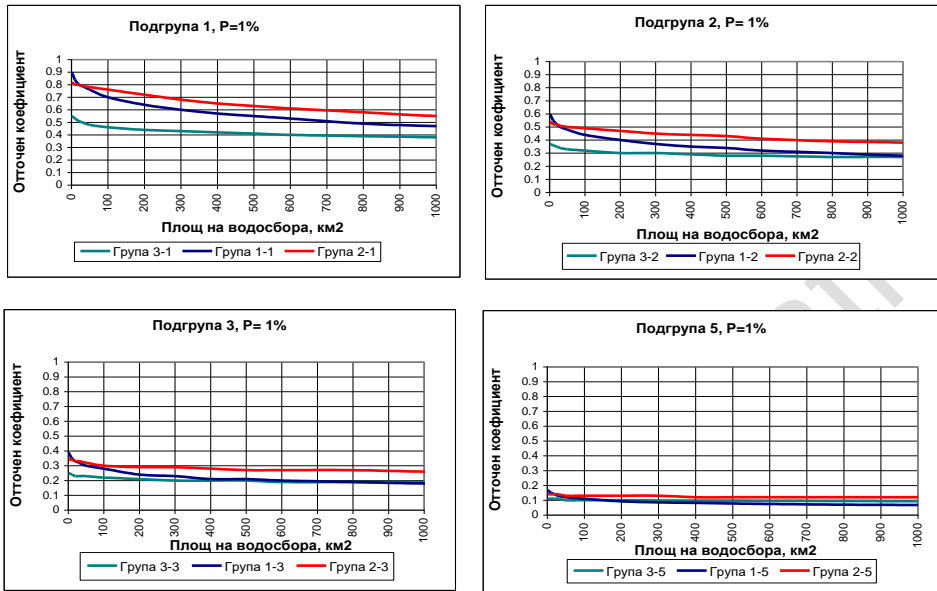 Подгрупа 1, P=1%
Отточен коефициент
1
0.9
0.8
0.7
0.6
0.5
0.4
0.3
0.2
0.1
0
0 100 200 300 400 500 600 700 800 900 1000
Площ на водосбора, км2
Група 3-1 Група 1-1 Група 2-1
Подгрупа 2, P= 1%
Отточен коефициент
1
0.9
0.8
0.7
0.6
0.5
0.4
0.3
0.2
0.1
0
0 100 200 300 400 500 600 700 800 900 1000
Площ на водосбора, км2
Група 3-2 Група 1-2 Група 2-2
Подгрупа 3, P= 1%
Отточен коефициент
1
0.9
0.8
0.7
0.6
0.5
0.4
0.3
0.2
0.1
0
0 100 200 300 400 500 600 700 800 900 1000
Площ на водосбора, км2
Група 3-3 Група 1-3 Група 2-3
Подгрупа 5, P=1%
Отточен коефициент
1
0.9
0.8
0.7
0.6
0.5
0.4
0.3
0.2
0.1
0
0 100 200 300 400 500 600 700 800 900 1000
Площ на водосбора, км2
Група 3-5 Група 1-5 Група 2-5